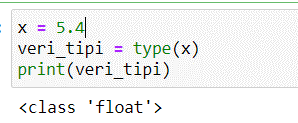 x = 5.4
veri_tipi = type(x)
print(veri_tipi)
<class 'float'>